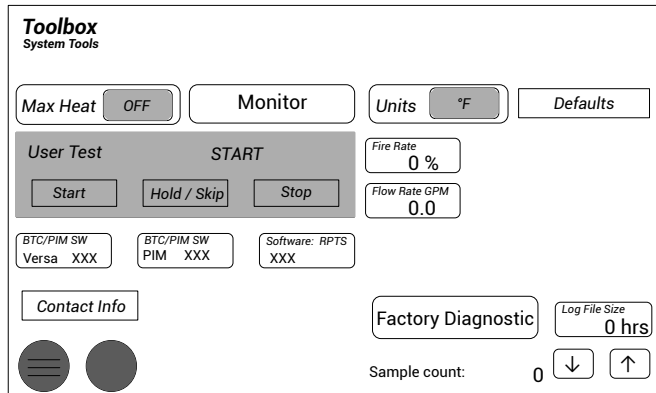 Toolbox
System Tools
Max Heat OFF Monitor Units °F Defaults
User Test START
Start Hold / Skip Stop
Fire Rate
0 %
Flow Rate GPM
0.0
BTC/PIM SW
Versa XXX
BTC/PIM SW
PIM XXX
Software: RPTS
XXX
Contact Info
Factory Diagnostic
Log File Size
0 hrs
Sample count: 0 ↓ ↑